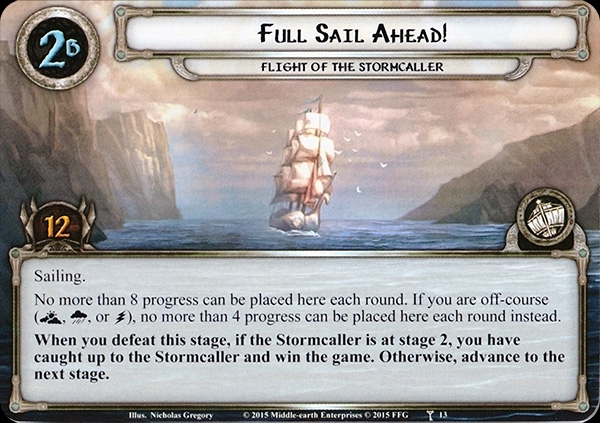 2B
Full Sail Ahead!
Flight of the Stormcaller
12
Sailing.
No more than 8 progress can be placed here each round. If you are off-course
( , , or ), no more than 4 progress can be placed here each round instead.
When you defeat this stage, if the Stormcaller is at stage 2, you have
caught up to the Stormcaller and win the game. Otherwise, advance to the
next stage.
Illus. Nicholas Gregory © 2015 Middle-earth Enterprises © 2015 FFG 13